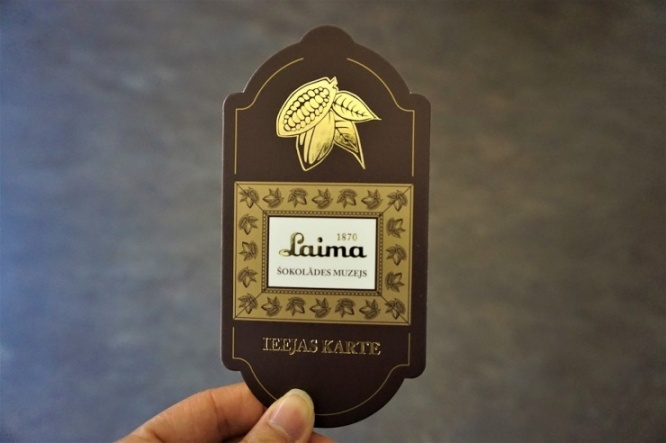 1870
Laima
ŠOKOLĀDES MUZEJS
IEEJAS KARTE